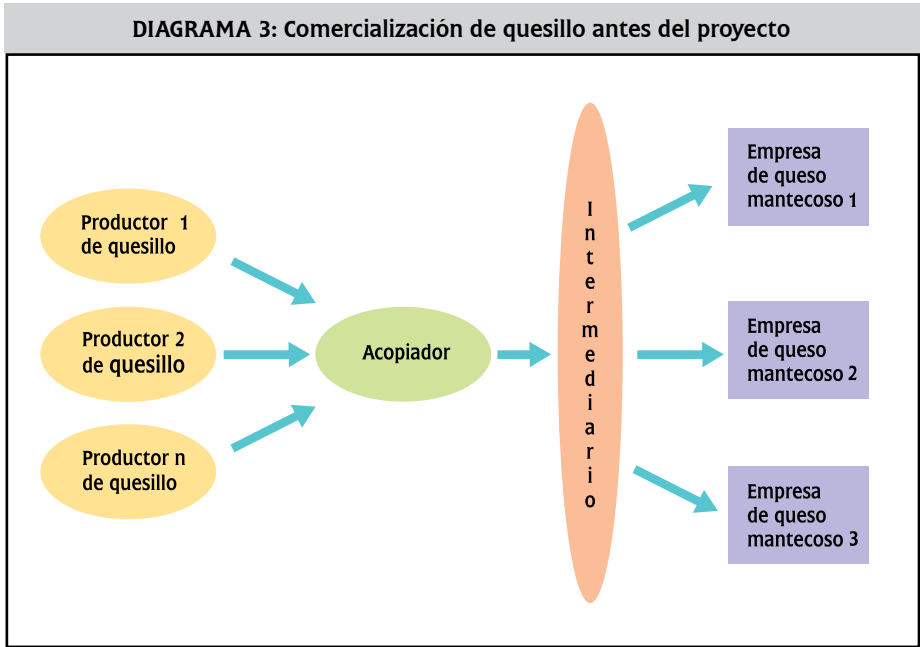 DIAGRAMA 3: Comercialización de quesillo antes del proyecto
Productor 1
de quesillo
Productor 2
de quesillo
Productor n
de quesillo
Acopiador
Intermediario
Empresa
de queso
mantecoso 1
Empresa
de queso
mantecoso 2
Empresa
de queso
mantecoso 3